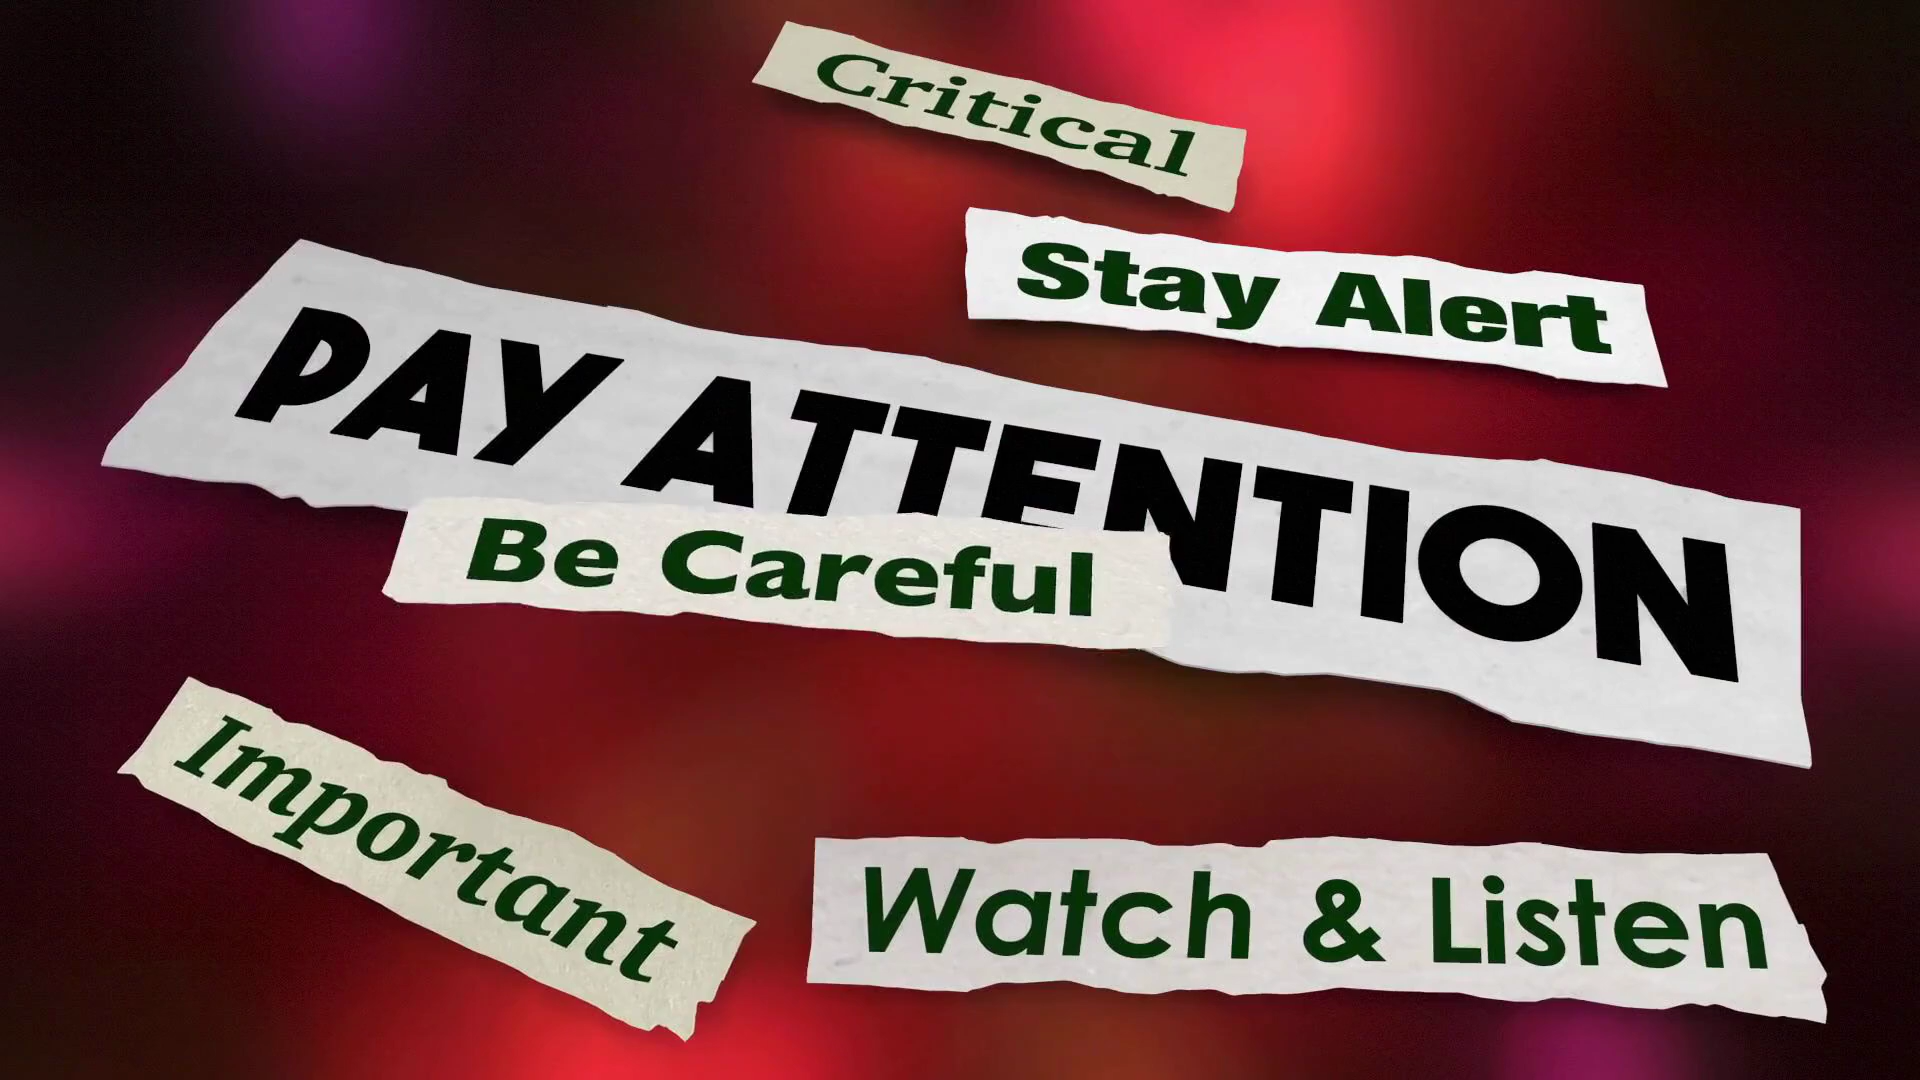 Critical
Stay Alert
PAY ATTENTION
Be Careful
Important
Watch & Listen